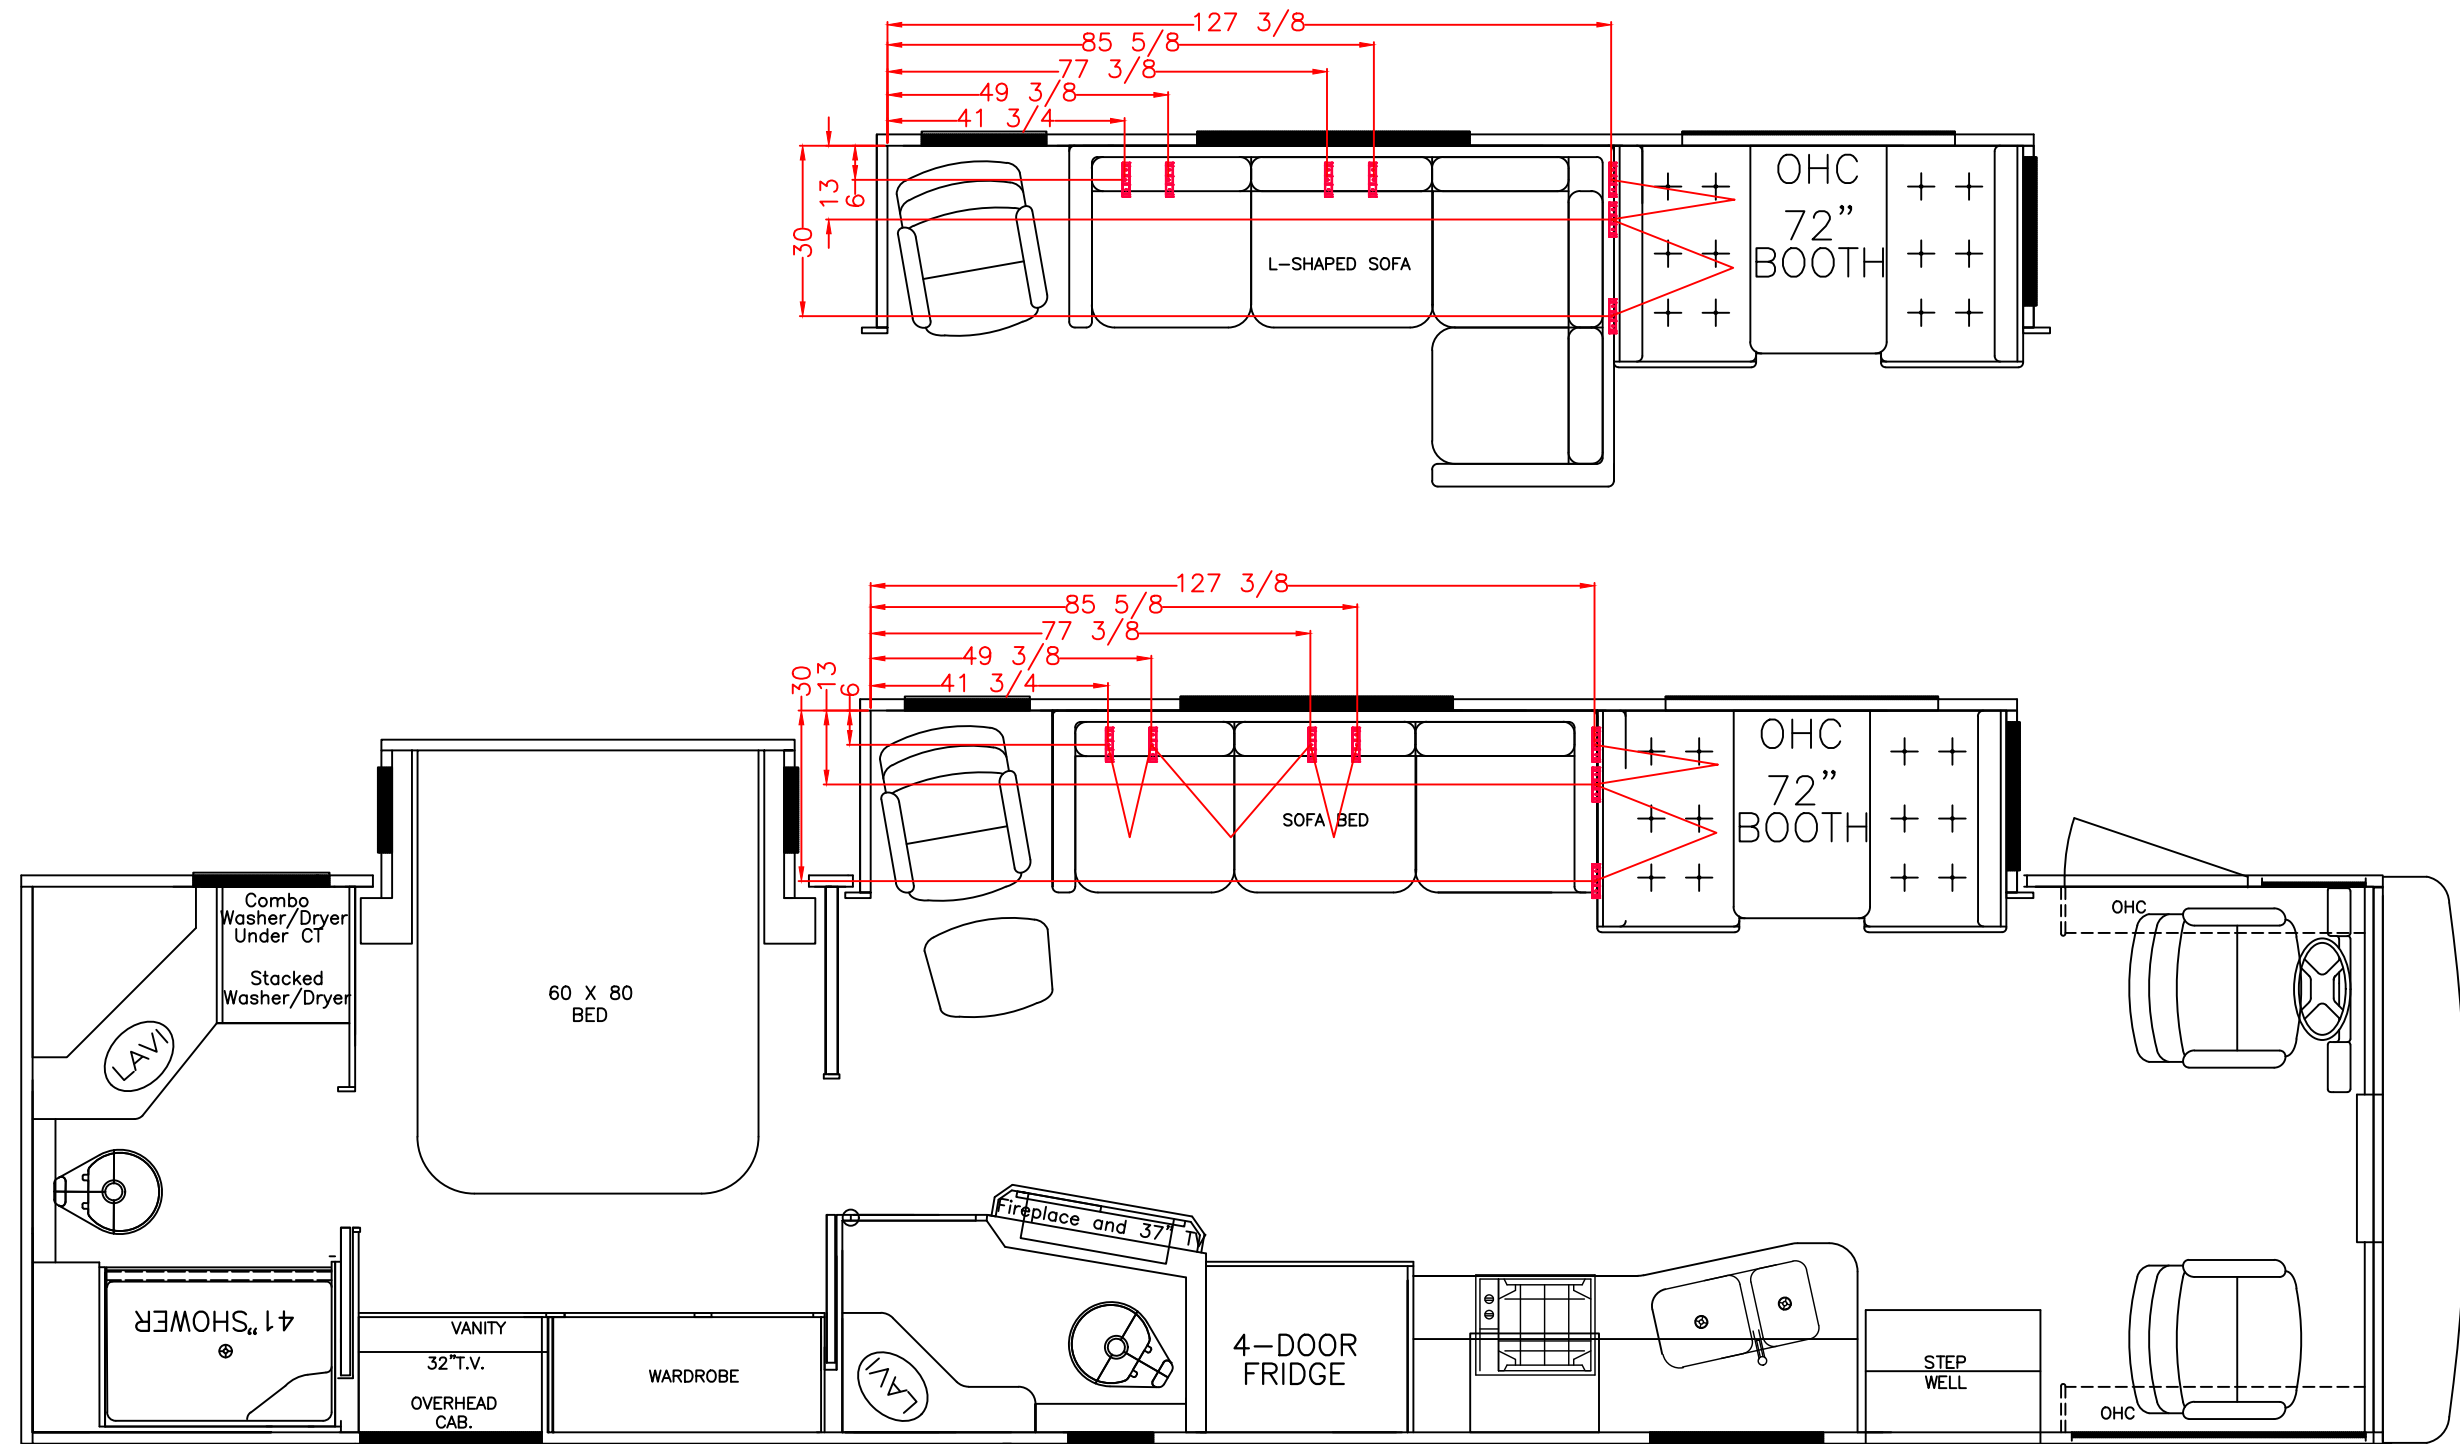 127 3/8
85 5/8
77 3/8
49 3/8
41 3/4
13
6
30
OHC
72”
BOOTH
L-SHAPED SOFA
127 3/8
85 5/8
77 3/8
49 3/8
41 3/4
30
13
6
OHC
72”
BOOTH
SOFA BED
Combo
Washer/Dryer
Under CT
Stacked
Washer/Dryer
OHC
60 X 80
BED
LAVI
Fireplace and 37" TV
41”SHOWER
VANITY
32"T.V.
OVERHEAD
CAB.
WARDROBE
LAVI
4-DOOR
FRIDGE
STEP
WELL
OHC